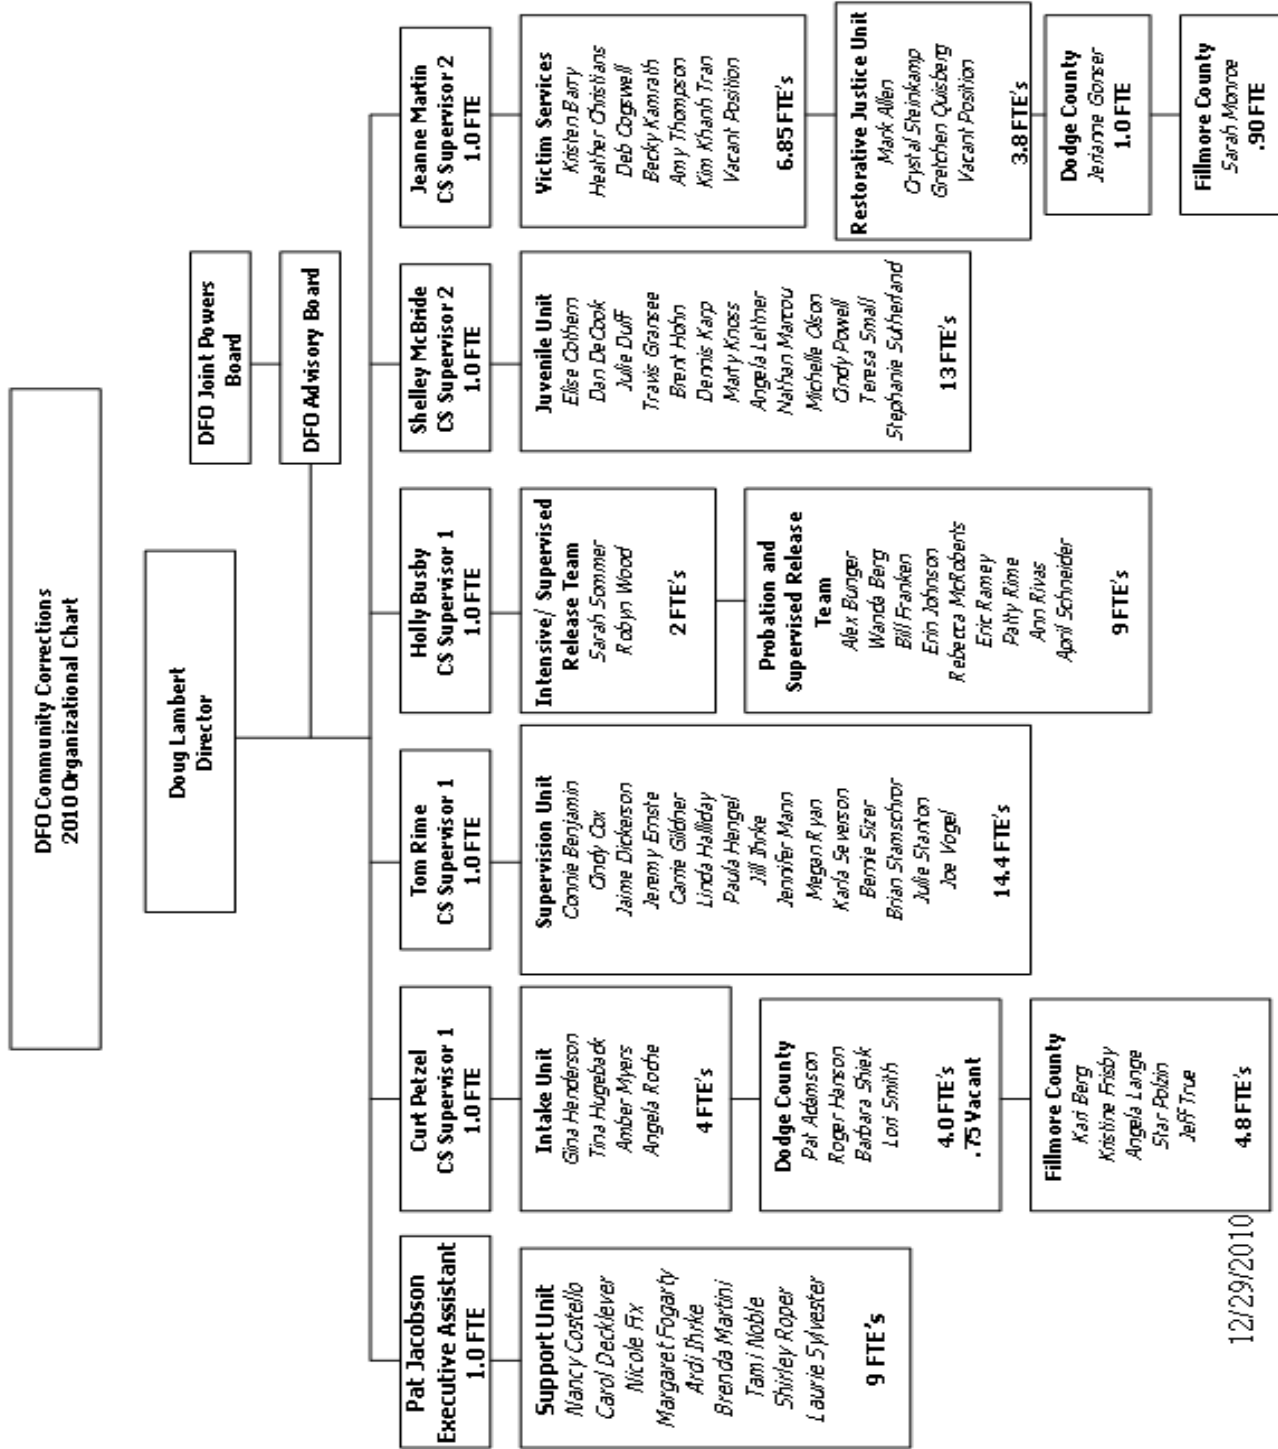 DFO Community Corrections
2010 Organizational Chart
Doug Lambert
Director
DFO Joint Powers
Board
DFO Advisory Board
Pat Jacobson
Executive Assistant
1.0 FTE
Support Unit
Nancy Costello
Carol Decklever
Nicole Fix
Margaret Fogarty
Ardi Ihrke
Brenda Martini
Tami Noble
Shirley Roper
Laurie Sylvester
9 FTE's
Curt Petzel
CS Supervisor 1
1.0 FTE
Intake Unit
Gina Henderson
Tina Hugeback
Amber Myers
Angela Roche
4 FTE's
Dodge County
Pat Adamson
Roger Hanson
Barbara Shiek
Lori Smith
4.0 FTE's
.75 Vacant
Fillmore County
Kari Berg
Kristine Frisby
Angela Lange
Star Polzin
Jeff True
4.8 FTE's
Tom Rime
CS Supervisor 1
1.0 FTE
Supervision Unit
Connie Benjamin
Cindy Cox
Jaime Dickerson
Jeremy Ernste
Carrie Gildner
Linda Halliday
Paula Hengel
Jill Ihrke
Jennifer Mann
Megan Ryan
Karla Severson
Bernie Sizer
Brian Stamschror
Julie Stanton
Joe Vogel
14.4 FTE's
Holly Busby
CS Supervisor 1
1.0 FTE
Intensive/ Supervised
Release Team
Sarah Sommer
Robyn Wood
2 FTE's
Probation and
Supervised Release
Team
Alex Bunger
Wanda Berg
Bill Franken
Erin Johnson
Rebecca McRoberts
Eric Ramey
Patty Rime
Ann Rivas
April Schneider
9 FTE's
Shelley McBride
CS Supervisor 2
1.0 FTE
Juvenile Unit
Elise Cothern
Dan DeCook
Julie Duff
Travis Gransee
Brent Hohn
Dennis Karp
Marty Knoss
Angela Lettner
Nathan Marcou
Michelle Olson
Cindy Powell
Teresa Small
Stephanie Sutherland
13 FTE's
Jeanne Martin
CS Supervisor 2
1.0 FTE
Victim Services
Kristen Barry
Heather Christians
Deb Cogswell
Becky Kamrath
Amy Thompson
Kim Khanh Tran
Vacant Position
6.85 FTE's
Restorative Justice Unit
Mark Allen
Crystal Steinkamp
Gretchen Quisberg
Vacant Position
3.8 FTE's
Dodge County
Jerianne Gonser
1.0 FTE
Fillmore County
Sarah Monroe
.90 FTE
12/29/2010